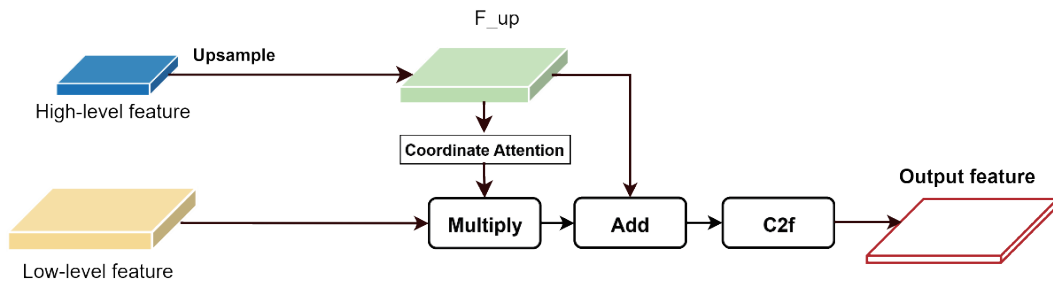 F_up
Upsample
High-level feature
Coordinate Attention
Output feature
Multiply
Add
C2f
Low-level feature